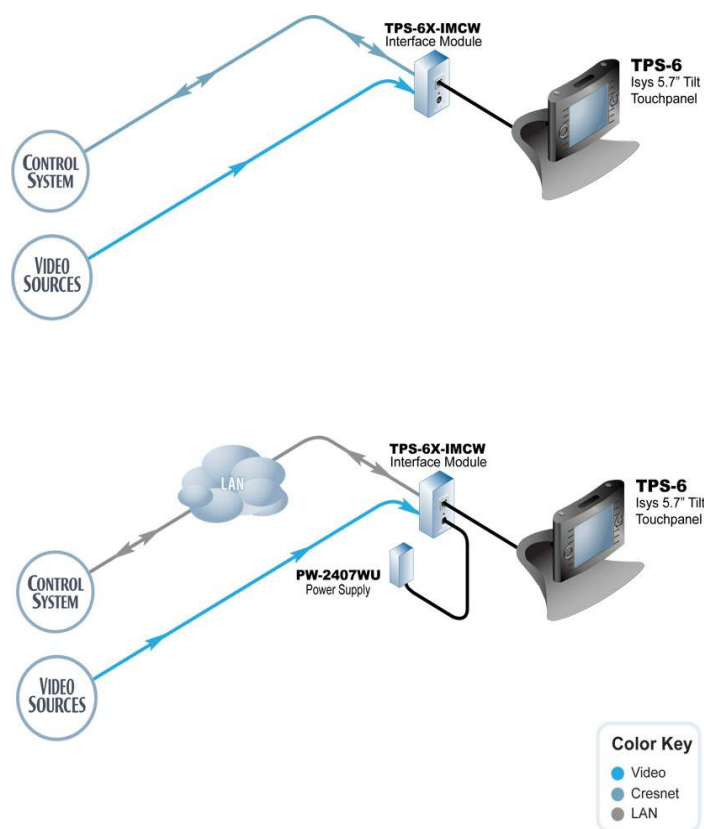 TPS-6X-IMCW
Interface Module
TPS-6
Isys 5.7" Tilt
Touchpanel
CONTROL
SYSTEM
VIDEO
SOURCES
TPS-6X-IMCW
Interface Module
LAN
TPS-6
Isys 5.7" Tilt
Touchpanel
PW-2407WU
Power Supply
CONTROL
SYSTEM
VIDEO
SOURCES
Color Key
Video
Cresnet
LAN